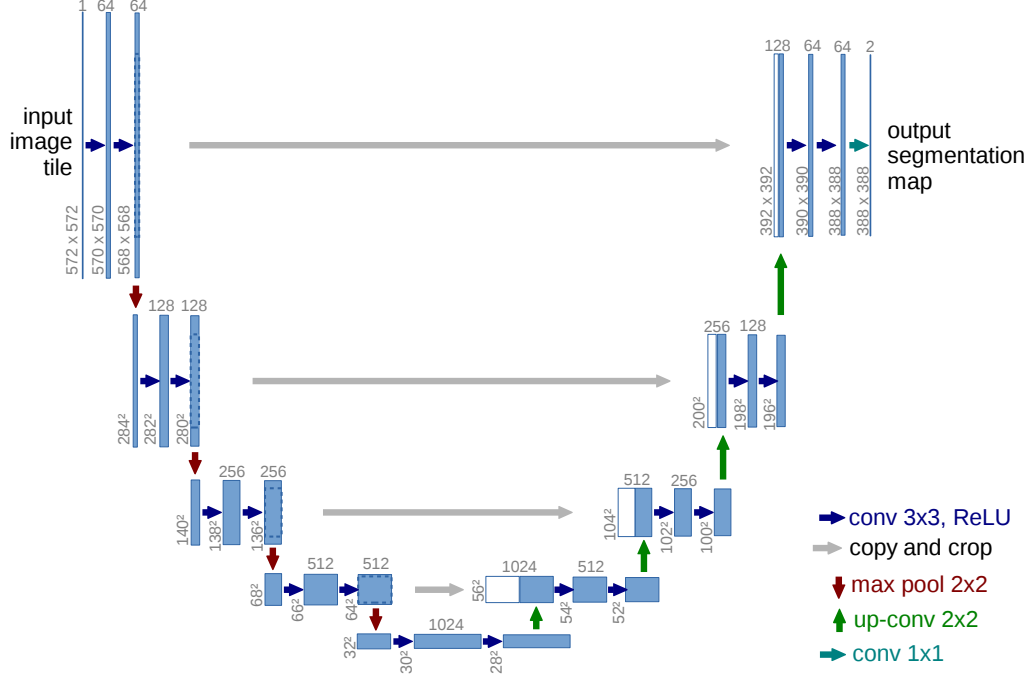 1 64 64
input
image
tile
572 x 572
570 x 570
568 x 568
128 64 64 2
output
segmentation
map
392 x 392
390 x 390
388 x 388
388 x 388
128 128
284²
282²
280²
256 128
200²
198²
196²
256 256
140²
138²
136²
512 256
104²
102²
100²
512 512
68²
66²
64²
1024 512
56²
54²
52²
1024
32²
30²
28²
conv 3x3, ReLU
copy and crop
max pool 2x2
up-conv 2x2
conv 1x1